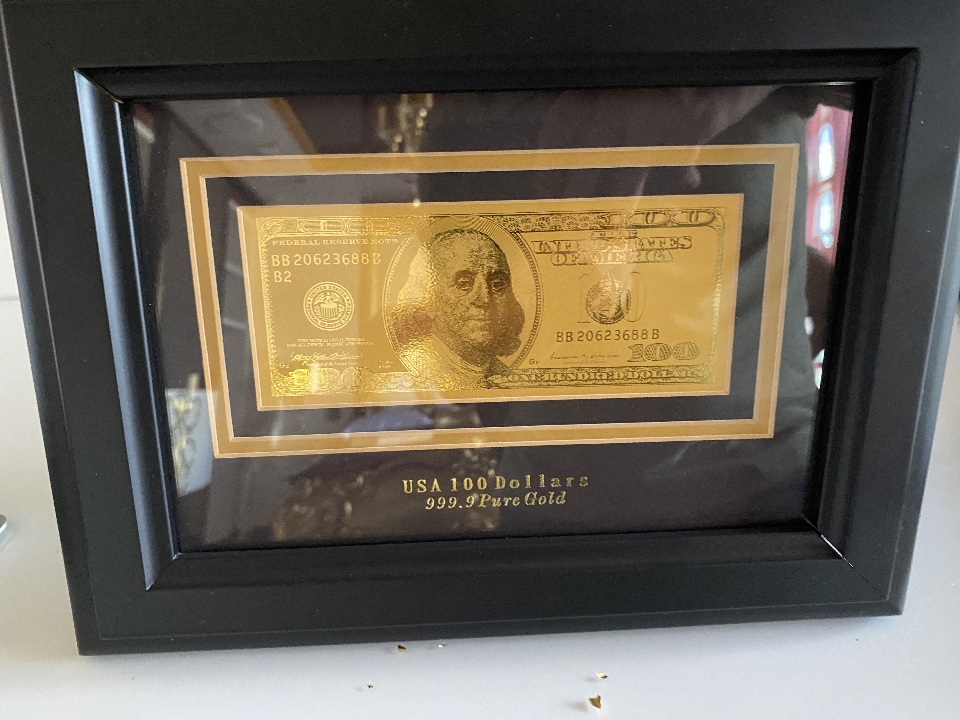 FEDERAL RESERVE NOTE
UNITED STATES
OF AMERICA
BB 20623688 B
B2
100
BB 20623688 B
100
ONE HUNDRED DOLLARS
USA 100 Dollars
999.9 Pure Gold